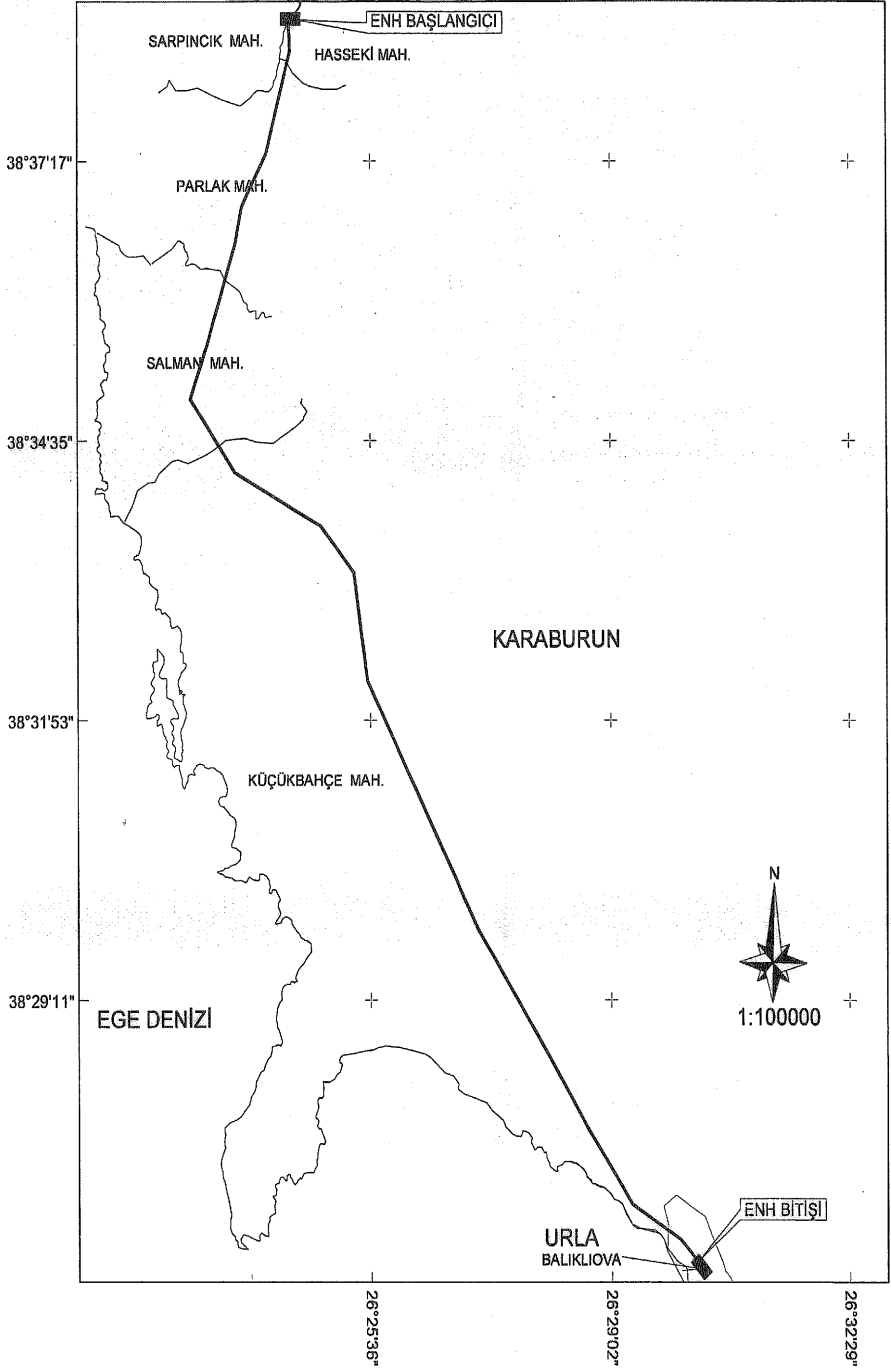 ENH BAŞLANGICI
SARPINCIK MAH.
HASSEKİ MAH.
38°37'17"
PARLAK MAH.
SALMAN MAH.
38°34'35"
KARABURUN
38°31'53"
KÜÇÜKBAHÇE MAH.
N
38°29'11"
EGE DENİZİ
1:100000
ENH BİTİŞİ
URLA
BALIKLIOVA
26°25'36"
26°29'02"
26°32'29"